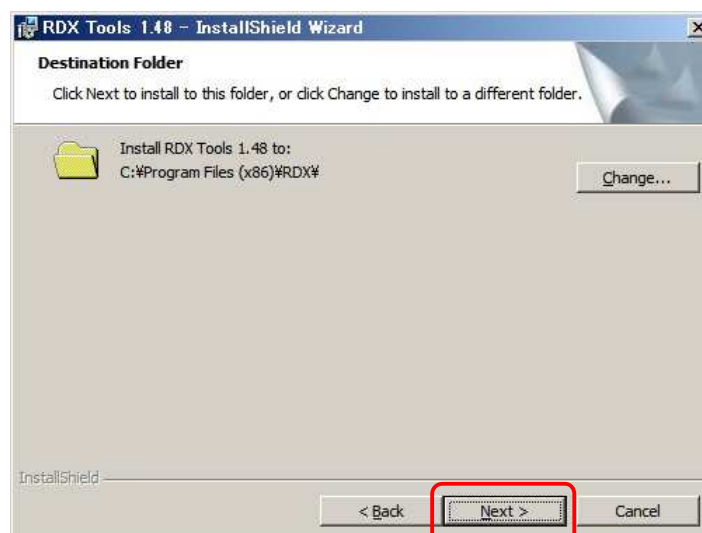 RDX Tools 1.48 - InstallShield Wizard
Destination Folder
Click Next to install to this folder, or click Change to install to a different folder.
Install RDX Tools 1.48 to:
C:¥Program Files (x86)¥RDX¥
Change...
InstallShield
< Back Next > Cancel